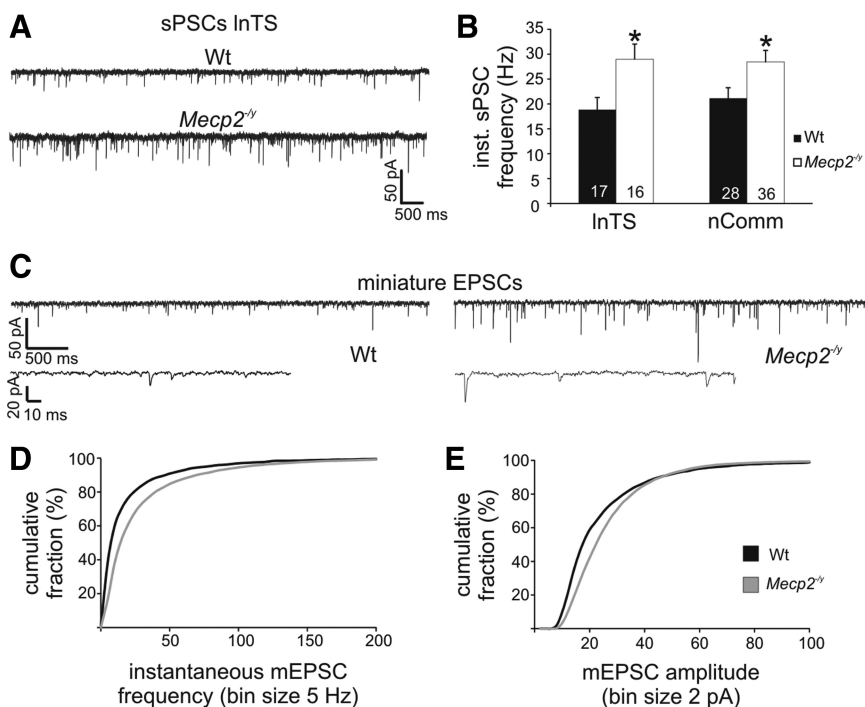 A
sPSCs lnTS
Wt
Mecp2-/y
50 pA
500 ms
B
inst. sPSC
frequency (Hz)
35
30
25
20
15
10
5
0
17
16
28
36
lnTS
nComm
Wt
Mecp2-/y
C
miniature EPSCs
50 pA
500 ms
Wt
Mecp2-/y
20 pA
10 ms
D
cumulative
fraction (%)
100
80
60
40
20
50
100
150
200
instantaneous mEPSC
frequency (bin size 5 Hz)
E
cumulative
fraction (%)
100
80
60
40
20
Wt
Mecp2-/y
20
40
60
80
100
mEPSC amplitude
(bin size 2 pA)